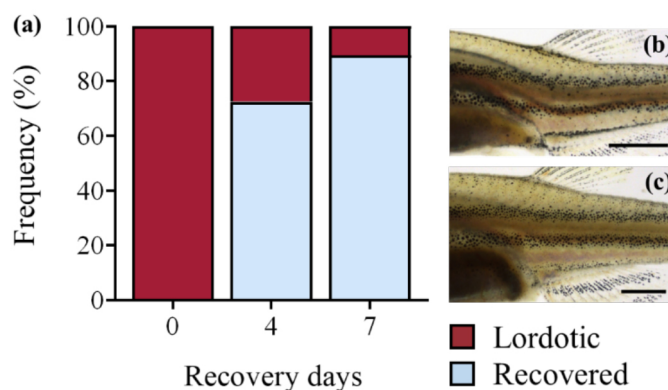 (a)
Frequency (%)
100
80
60
40
20
0
0 4 7
Recovery days
(b)
(c)
Lordotic
Recovered